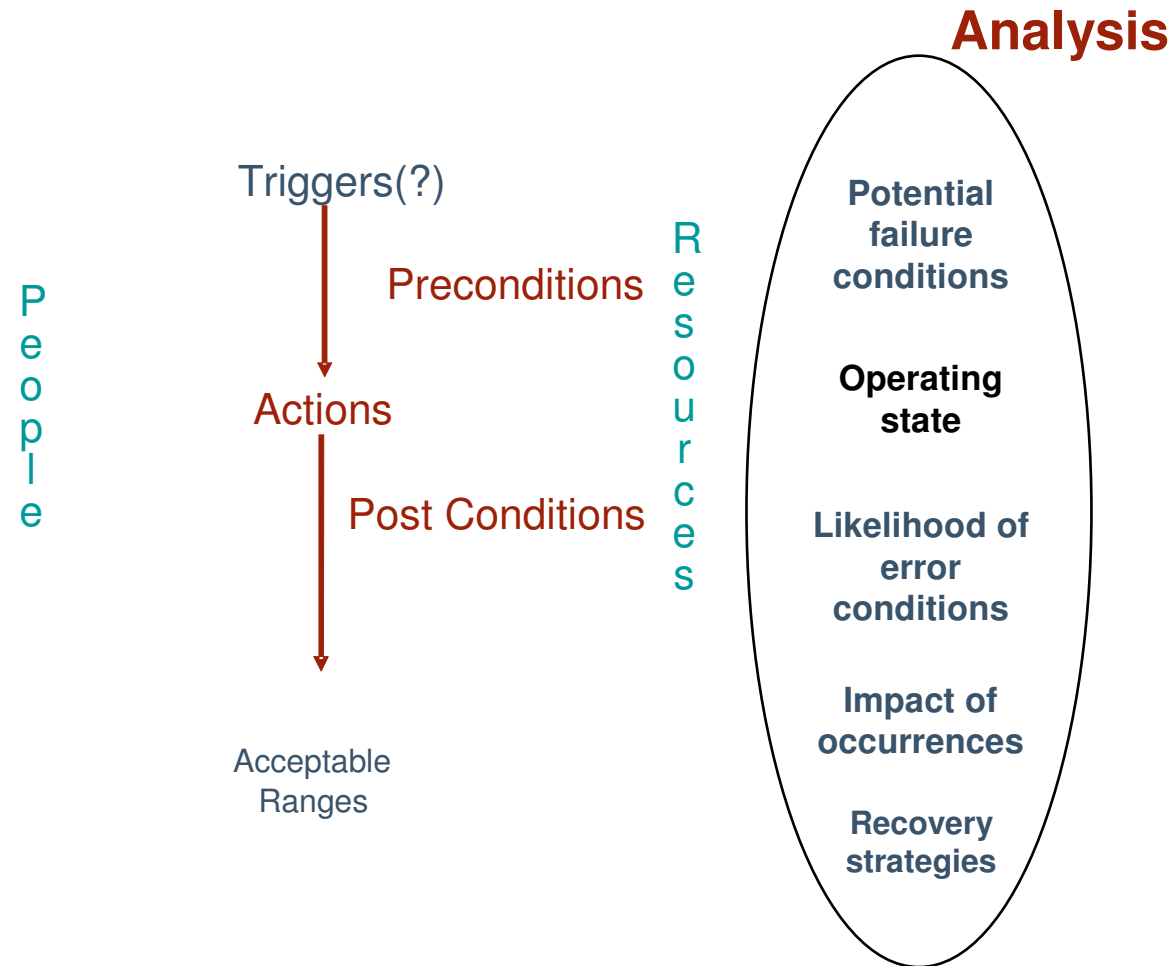 Analysis
Triggers(?)
Preconditions
Actions
Post Conditions
Acceptable
Ranges
People
Resources
Potential
failure
conditions
Operating
state
Likelihood of
error
conditions
Impact of
occurrences
Recovery
strategies